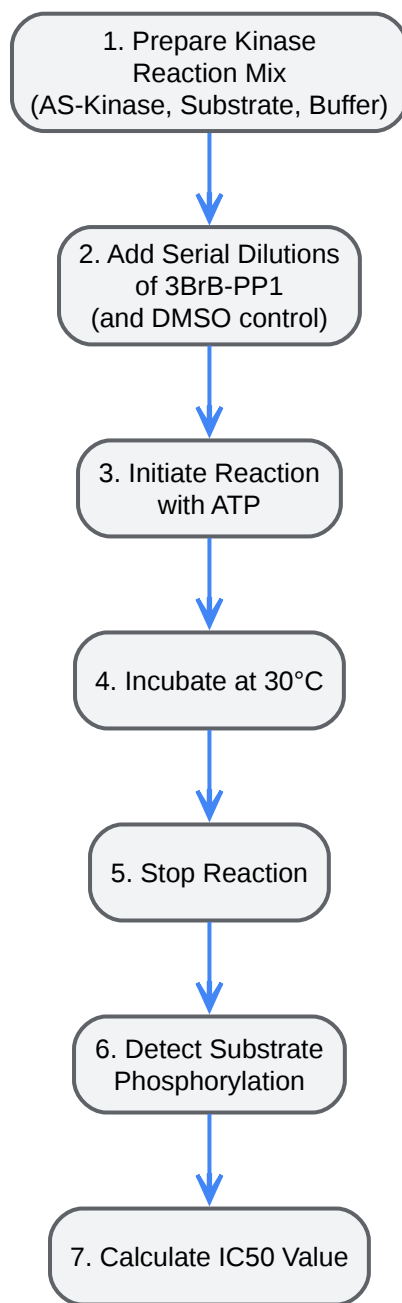 1. Prepare Kinase
Reaction Mix
(AS-Kinase, Substrate, Buffer)
2. Add Serial Dilutions
of 3BrB-PP1
(and DMSO control)
3. Initiate Reaction
with ATP
4. Incubate at 30°C
5. Stop Reaction
6. Detect Substrate
Phosphorylation
7. Calculate IC50 Value